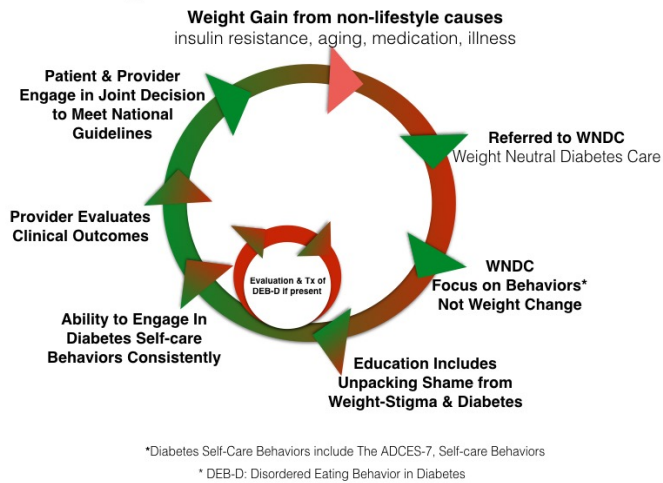 Weight Gain from non-lifestyle causes
insulin resistance, aging, medication, illness
Patient & Provider
Engage in Joint Decision
to Meet National
Guidelines
Referred to WNDC
Weight Neutral Diabetes Care
Provider Evaluates
Clinical Outcomes
Evaluation & Tx of
DEB-D if present
WNDC
Focus on Behaviors*
Not Weight Change
Ability to Engage In
Diabetes Self-care
Behaviors Consistently
Education Includes
Unpacking Shame from
Weight-Stigma & Diabetes
*Diabetes Self-Care Behaviors include The ADCES-7, Self-care Behaviors
* DEB-D: Disordered Eating Behavior in Diabetes